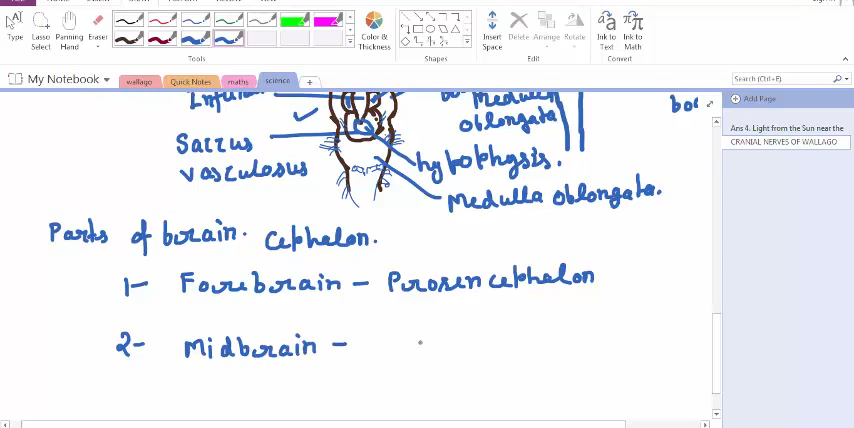 Type
Lasso Select
Panning Hand
Eraser
Tools
Color & Thickness
Shapes
Insert Space
Delete
Arrange
Rotate
Edit
Ink to Text
Ink to Math
Convert
My Notebook
wallago
Quick Notes
maths
science
Search (Ctrl+E)
Add Page
Ans 4. Light from the Sun near the
CRANIAL NERVES OF WALLAGO
Medulla
oblongata
Saccus
vasculosus
hypophysis.
Medulla oblongata.
Parts of brain. cephalon.
1- Forebrain - Prosencephalon
2- Midbrain -